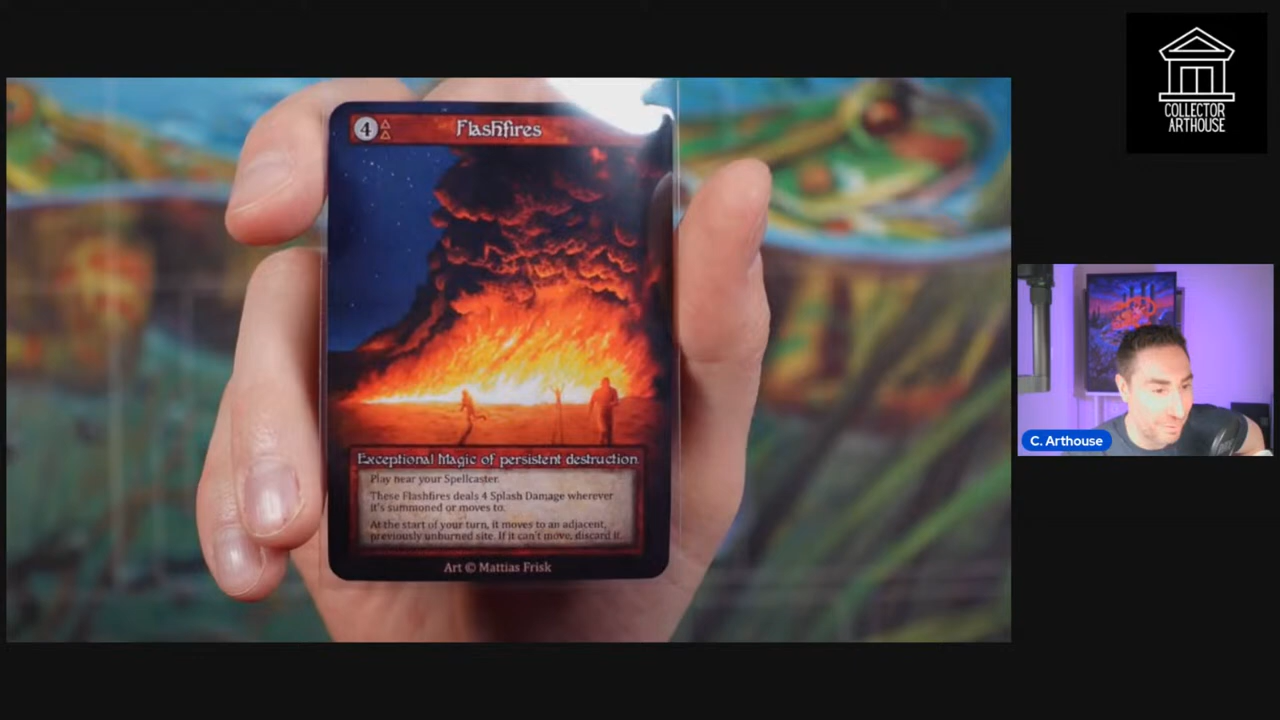 4 Flashfires
Exceptional Magic of persistent destruction
Play near your Spellcaster.
These Flashfires deals 4 Splash Damage wherever
it's summoned or moves to.
At the start of your turn, it moves to an adjacent,
previously unburned site. If it can't move, discard it.
Art © Mattias Frisk
COLLECTOR
ARTHOUSE
C. Arthouse